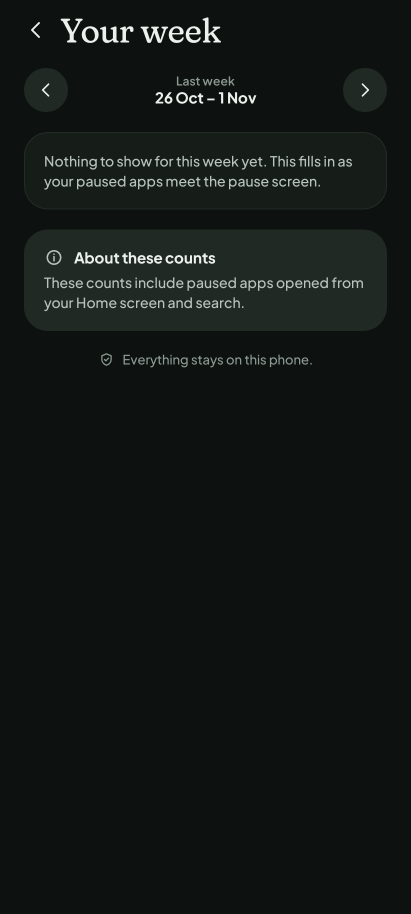 Your week
Last week
26 Oct – 1 Nov
Nothing to show for this week yet. This fills in as
your paused apps meet the pause screen.
About these counts
These counts include paused apps opened from
your Home screen and search.
Everything stays on this phone.